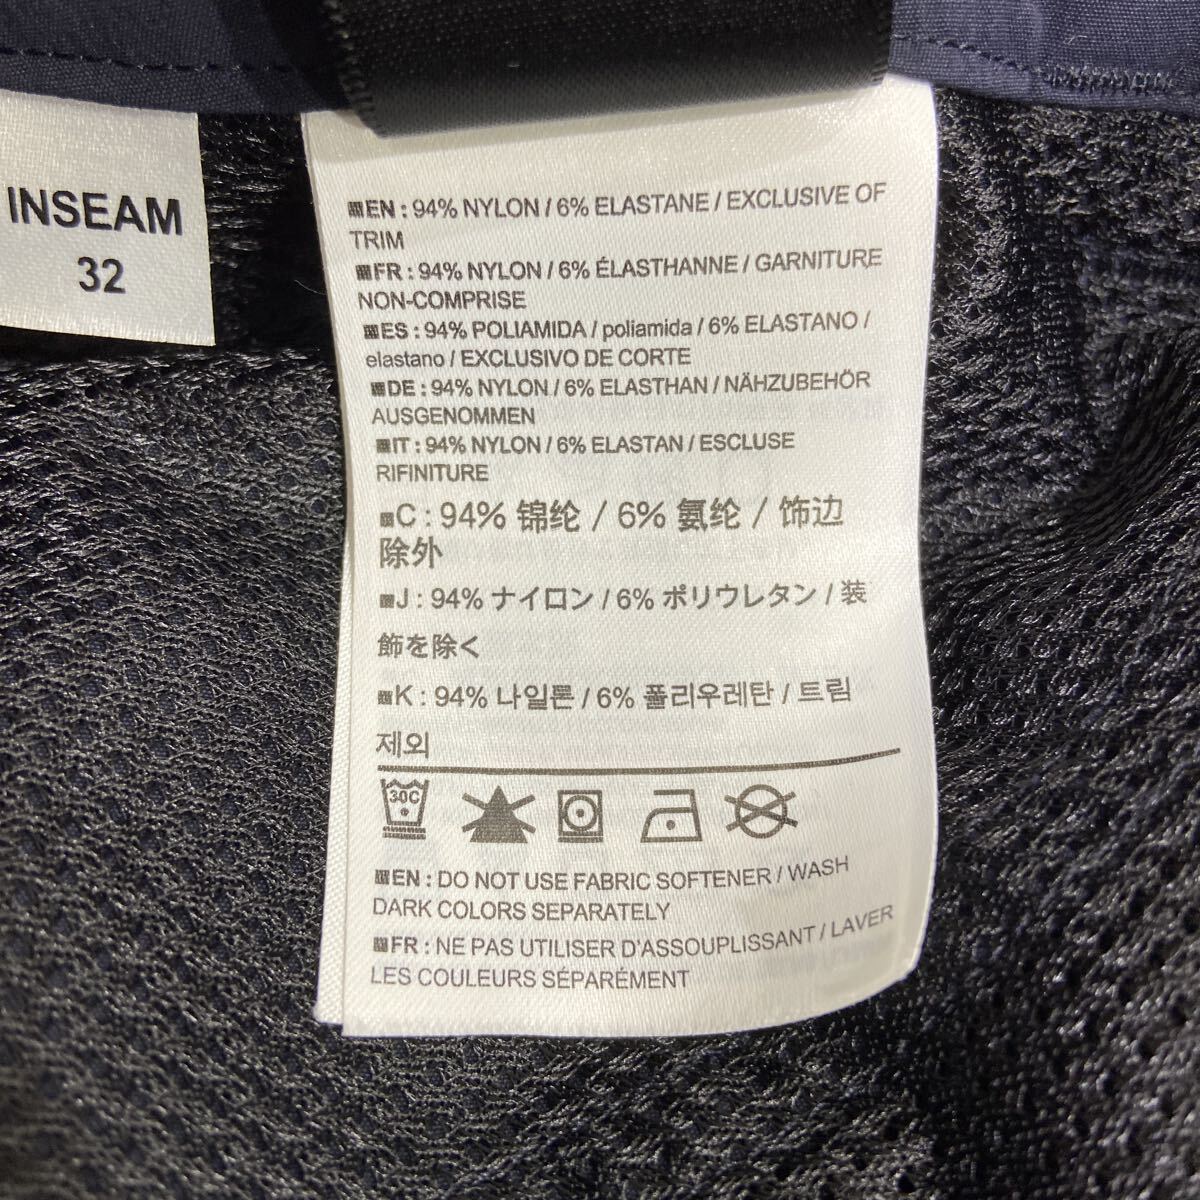 INSEAM
32
EN : 94% NYLON / 6% ELASTANE / EXCLUSIVE OF
TRIM
FR : 94% NYLON / 6% ÉLASTHANNE / GARNITURE
NON-COMPRISE
ES : 94% POLIAMIDA / poliamida / 6% ELASTANO /
elastano / EXCLUSIVO DE CORTE
DE : 94% NYLON / 6% ELASTHAN / NÄHZUBEHÖR
AUSGENOMMEN
IT : 94% NYLON / 6% ELASTAN / ESCLUSE
RIFINITURE
C : 94% 锦纶 / 6% 氨纶 / 饰边
除外
J : 94% ナイロン / 6% ポリウレタン / 装
飾を除く
K : 94% 나일론 / 6% 폴리우레탄 / 트림
제외
30C
EN : DO NOT USE FABRIC SOFTENER / WASH
DARK COLORS SEPARATELY
FR : NE PAS UTILISER D'ASSOUPLISSANT / LAVER
LES COULEURS SÉPARÉMENT